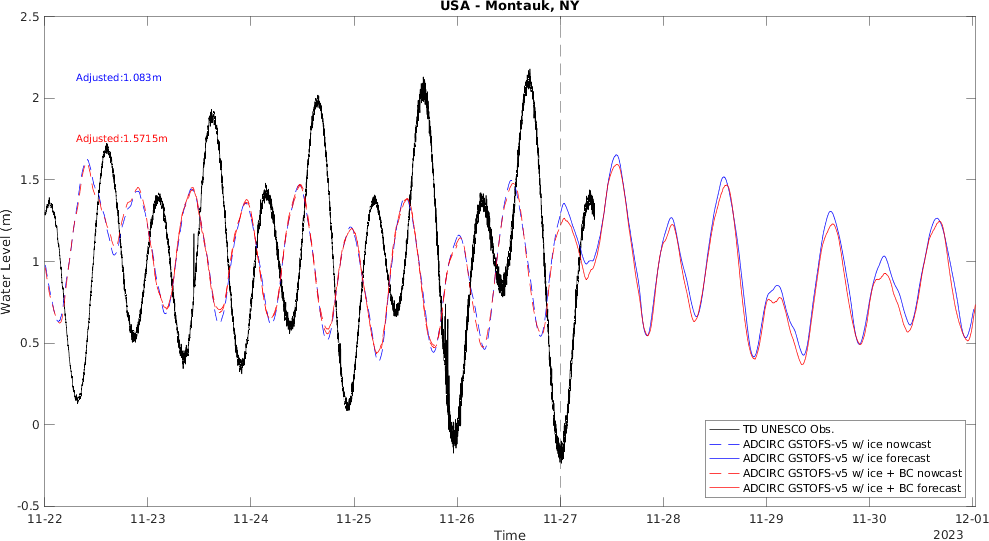 USA - Montauk, NY
2.5
2
1.5
1
0.5
0
-0.5
Water Level (m)
Adjusted:1.083m
Adjusted:1.5715m
TD UNESCO Obs.
ADCIRC GSTOFS-v5 w/ ice nowcast
ADCIRC GSTOFS-v5 w/ ice forecast
ADCIRC GSTOFS-v5 w/ ice + BC nowcast
ADCIRC GSTOFS-v5 w/ ice + BC forecast
11-22 11-23 11-24 11-25 11-26 11-27 11-28 11-29 11-30 12-01
Time
2023